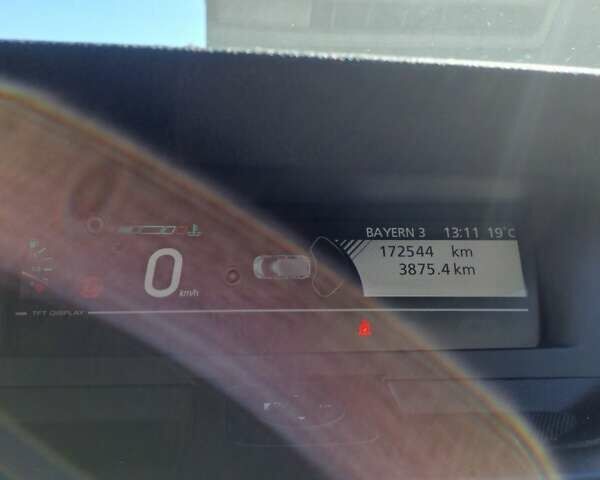 BAYERN 3 13:11 19°C
172544 km
3875.4 km
0 km/h
TFT DISPLAY